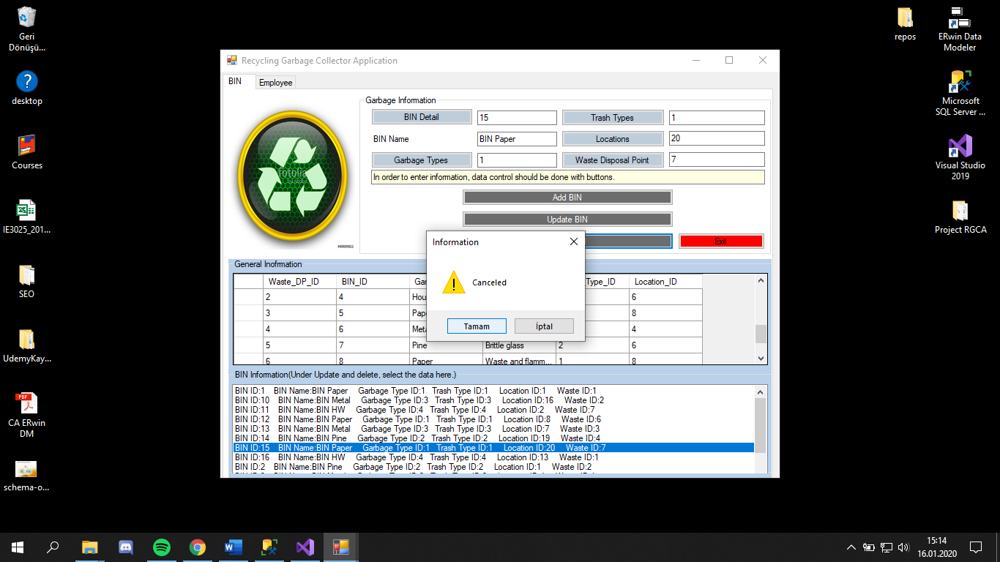 Geri
Dönüşü...
desktop
Courses
IE3025_201...
SEO
UdemyKay...
CA ERwin
DM
schema-o...
repos
ERwin Data
Modeler
Microsoft
SQL Server ...
Visual Studio
2019
Project RGCA
Recycling Garbage Collector Application
BIN
Employee
fotolia
#40609821
Garbage Information
BIN Detail 15 Trash Types 1
BIN Name BIN Paper Locations 20
Garbage Types 1 Waste Disposal Point 7
In order to enter infomation, data control should be done with buttons.
Add BIN
Update BIN
Exit
Information
Canceled
Tamam İptal
General Inofrmation
Waste_DP_ID BIN_ID Ga Type_ID Location_ID
2 4 Hou 6
3 5 Pap 8
4 6 Meta 4
5 7 Pine Brittle glass 2 6
6 8 Paper Waste and flamm... 1 8
BIN Information(Under Update and delete, select the data here.)
BIN ID:1 BIN Name:BIN Paper Garbage Type ID:1 Trash Type ID:1 Location ID:1 Waste ID:1
BIN ID:10 BIN Name:BIN Metal Garbage Type ID:3 Trash Type ID:3 Location ID:16 Waste ID:2
BIN ID:11 BIN Name:BIN HW Garbage Type ID:4 Trash Type ID:4 Location ID:2 Waste ID:7
BIN ID:12 BIN Name:BIN Paper Garbage Type ID:1 Trash Type ID:1 Location ID:8 Waste ID:6
BIN ID:13 BIN Name:BIN Metal Garbage Type ID:3 Trash Type ID:3 Location ID:7 Waste ID:3
BIN ID:14 BIN Name:BIN Pine Garbage Type ID:2 Trash Type ID:2 Location ID:19 Waste ID:4
BIN ID:15 BIN Name:BIN Paper Garbage Type ID:1 Trash Type ID:1 Location ID:20 Waste ID:7
BIN ID:16 BIN Name:BIN HW Garbage Type ID:4 Trash Type ID:4 Location ID:13 Waste ID:1
BIN ID:2 BIN Name:BIN Pine Garbage Type ID:2 Trash Type ID:2 Location ID:1 Waste ID:2
15:14
16.01.2020